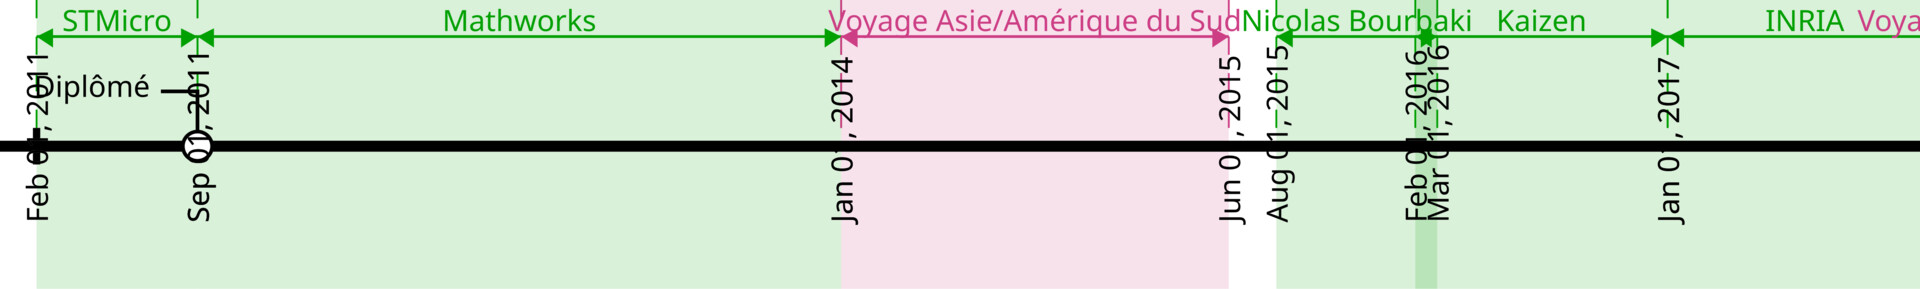 STMicro
Mathworks
Voyage Asie/Amérique du Sud
Nicolas Bourbaki
Kaizen
INRIA
Voya
Diplômé
Feb 01, 2011
Sep 01, 2011
Jan 01, 2014
Jun 01, 2015
Aug 01, 2015
Feb 01, 2016
Mar 01, 2016
Jan 01, 2017